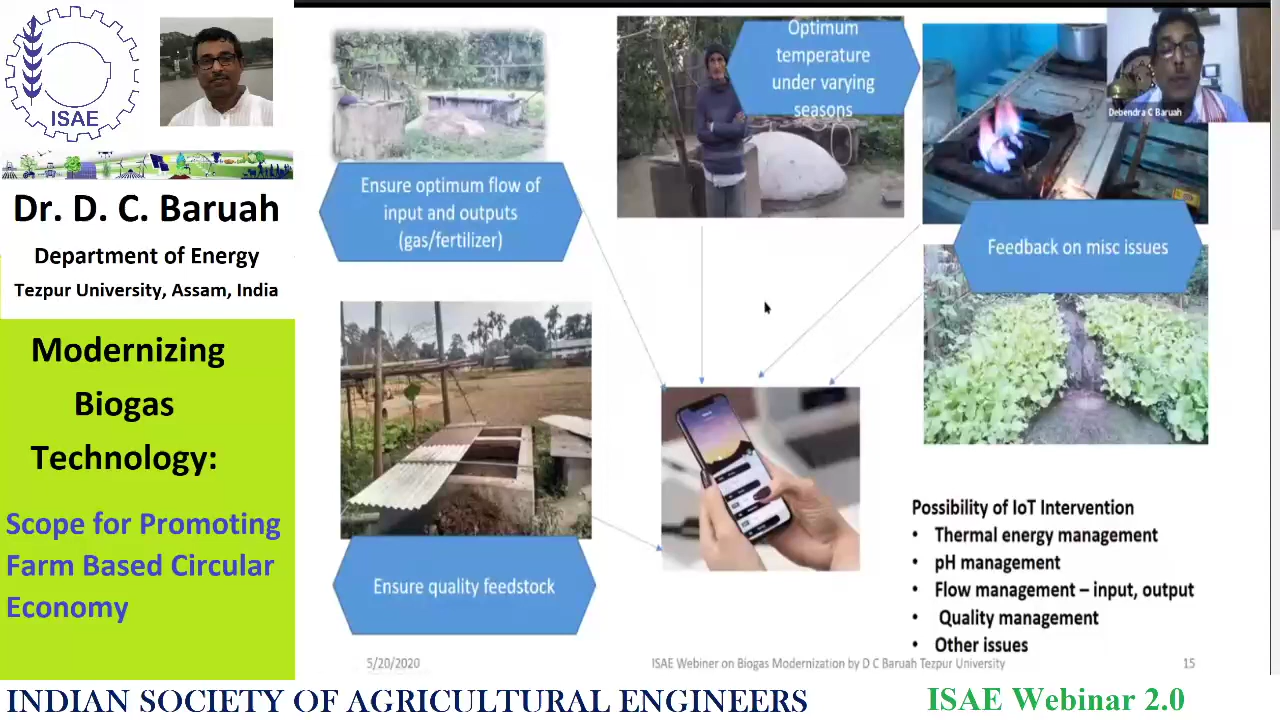 ISAE
Dr. D. C. Baruah
Department of Energy
Tezpur University, Assam, India
Modernizing
Biogas
Technology:
Scope for Promoting
Farm Based Circular
Economy
Ensure optimum flow of
input and outputs
(gas/fertilizer)
Optimum
temperature
under varying
seasons
Debendra C Baruah
Feedback on misc issues
Ensure quality feedstock
Possibility of IoT Intervention
• Thermal energy management
• pH management
• Flow management – input, output
• Quality management
• Other issues
5/20/2020
ISAE Webiner on Biogas Modernization by D C Baruah Tezpur University
15
INDIAN SOCIETY OF AGRICULTURAL ENGINEERS
ISAE Webinar 2.0